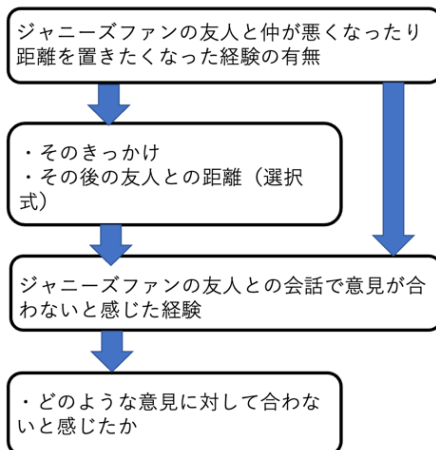 ジャニーズファンの友人と仲が悪くなったり
距離を置きたくなった経験の有無
・そのきっかけ
・その後の友人との距離（選択
式）
ジャニーズファンの友人との会話で意見が合
わないと感じた経験
・どのような意見に対して合わな
いと感じたか